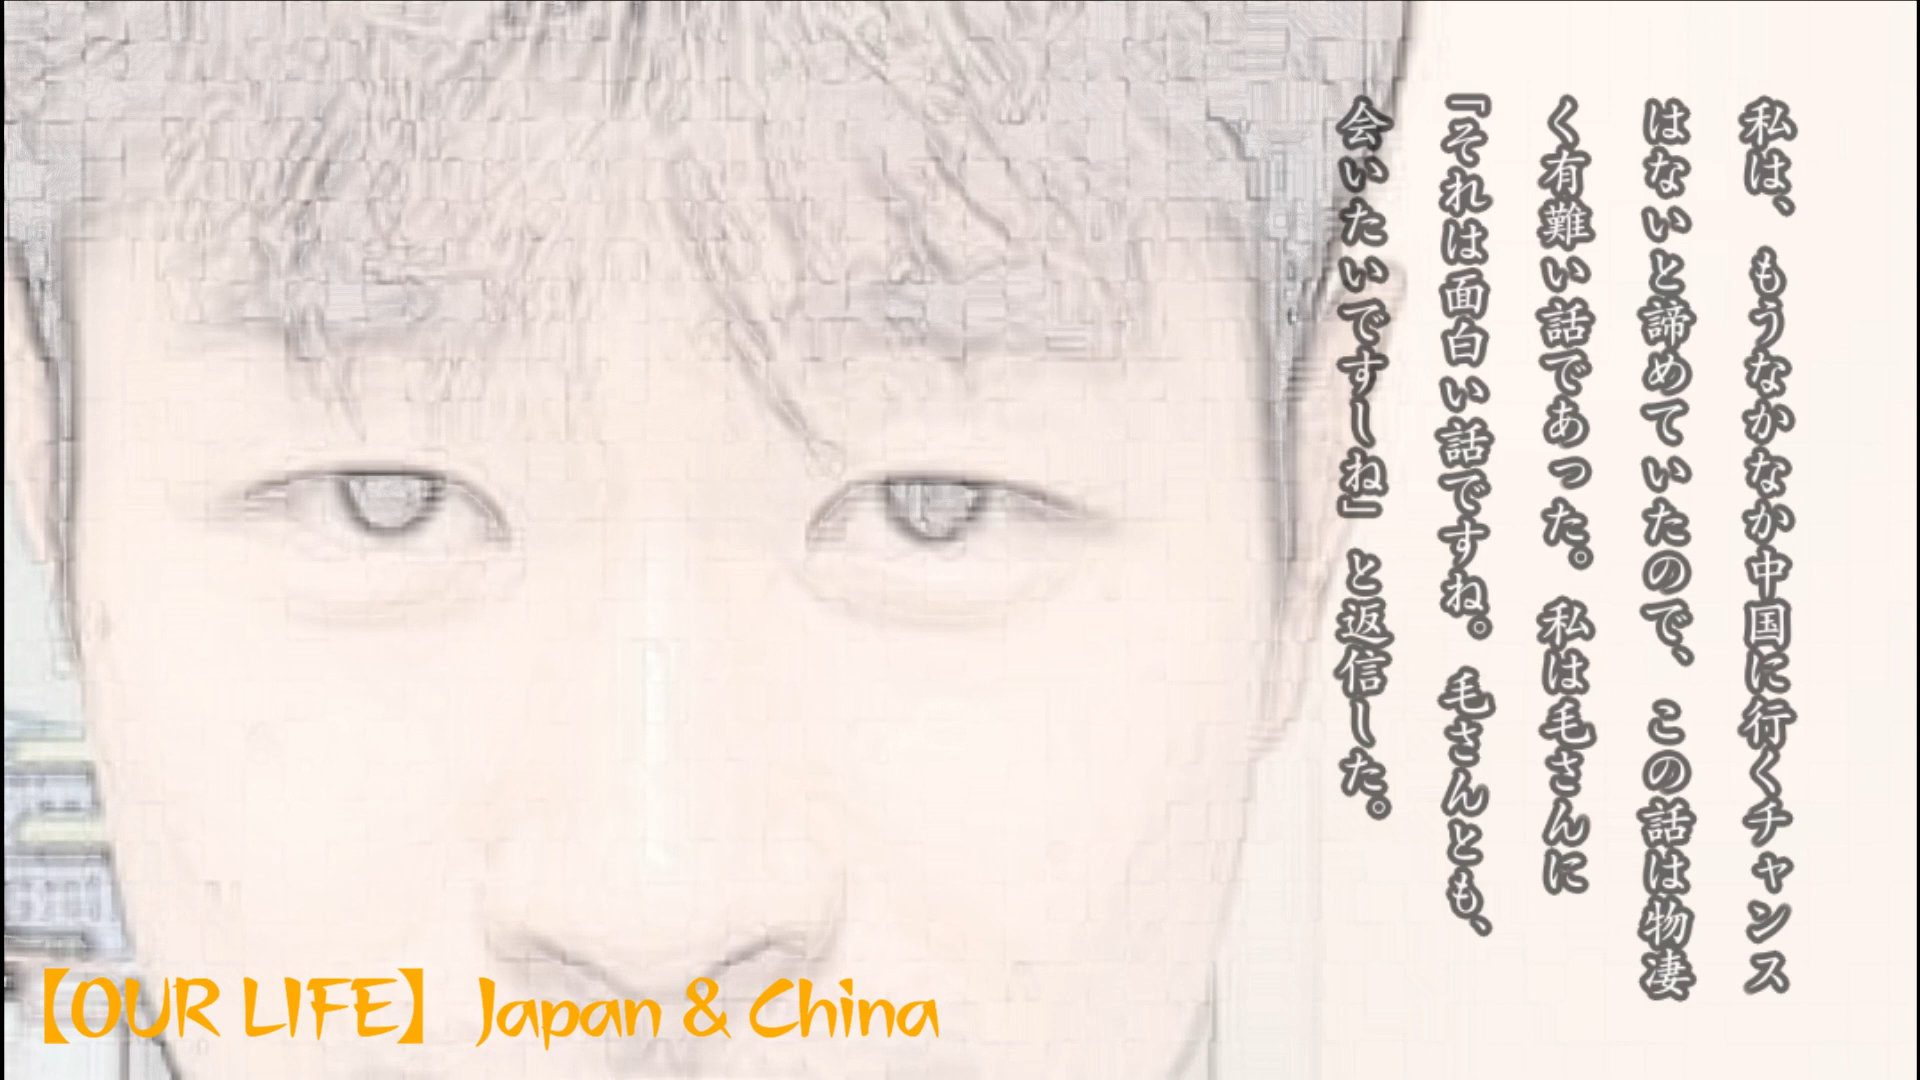 私は、もうなかなか中国に行くチャンス
はないと諦めていたので、この話は物凄
く有難い話であった。私は毛さんに
「それは面白い話ですね。毛さんとも、
会いたいですしね」と返信した。
【OUR LIFE】 Japan & China